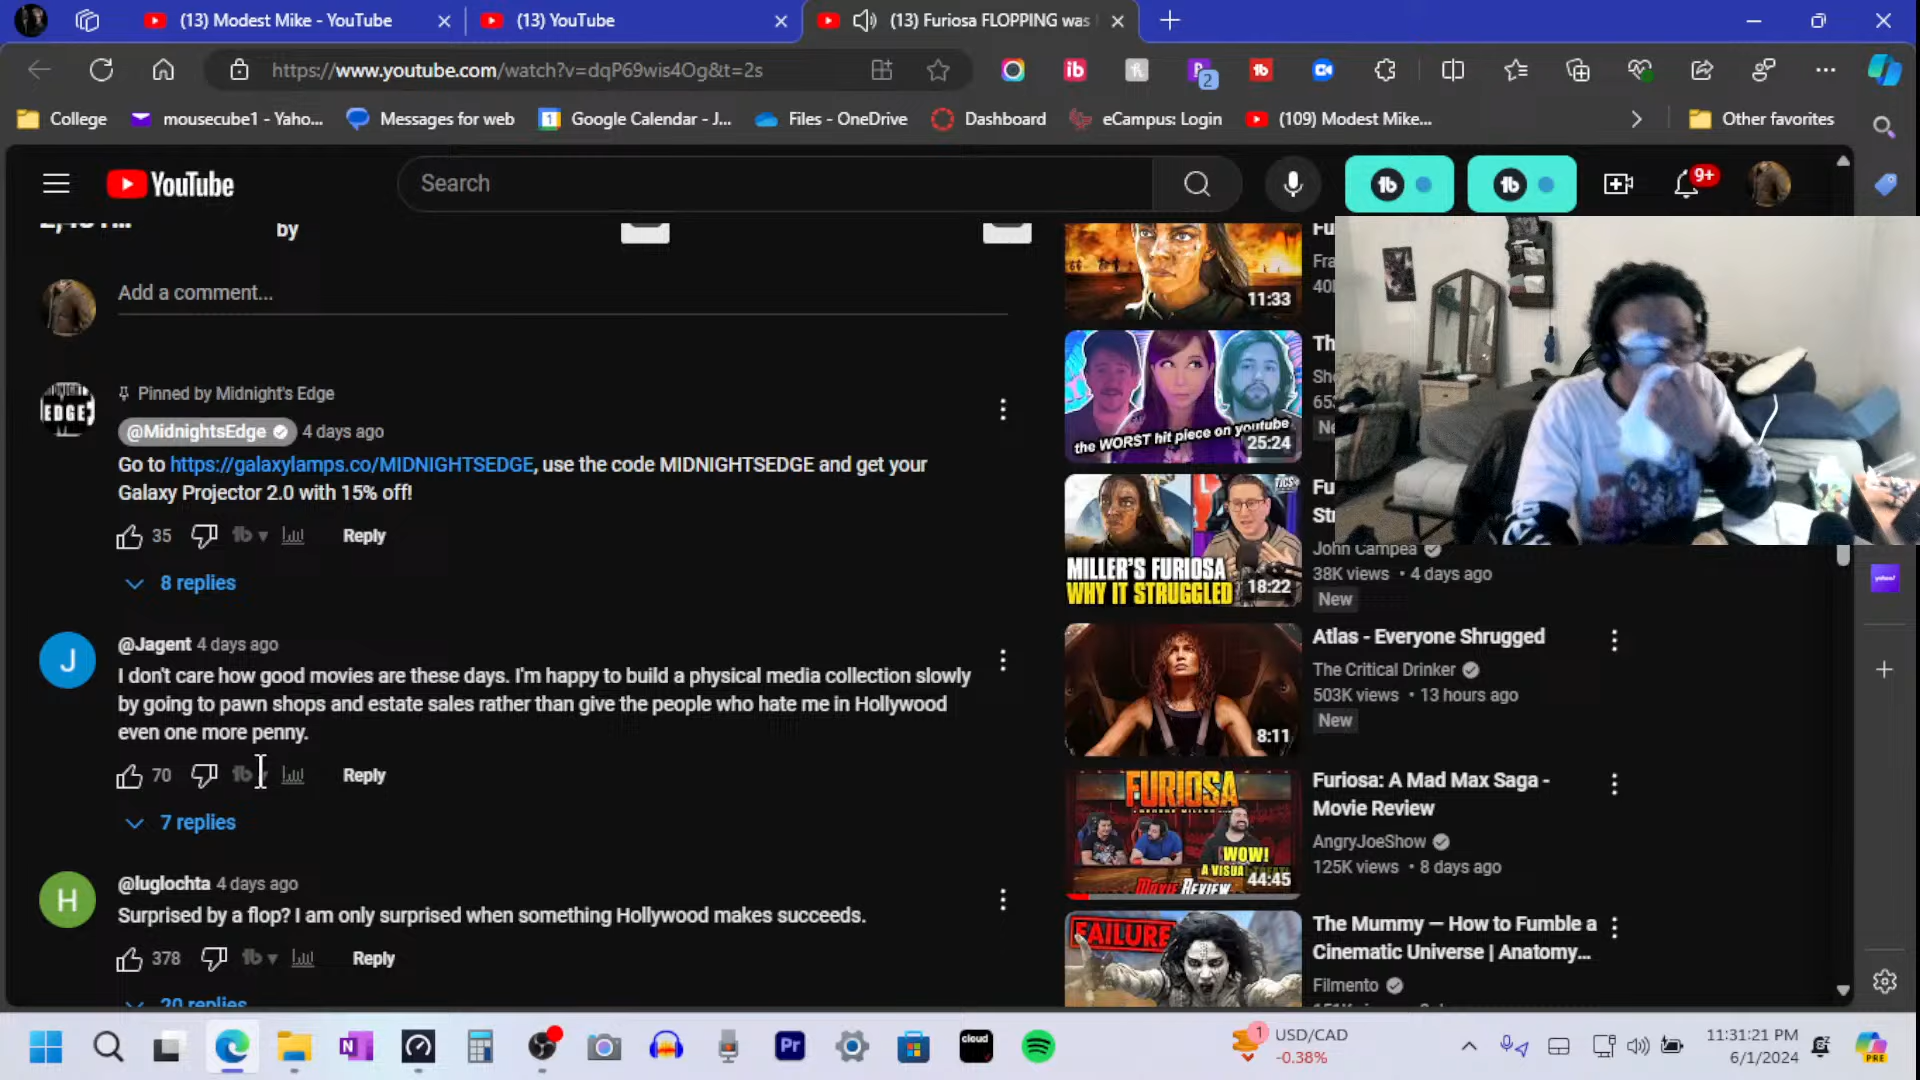 (13) Modest Mike - YouTube
(13) YouTube
(13) Furiosa FLOPPING was
https://www.youtube.com/watch?v=dqP69wis4Og&t=2s
College
mousecube1 - Yaho...
Messages for web
Google Calendar - J...
Files - OneDrive
Dashboard
eCampus: Login
(109) Modest Mike...
Other favorites
YouTube
Search
9+
by
Add a comment...
Pinned by Midnight's Edge
@MidnightsEdge 4 days ago
Go to https://galaxylamps.co/MIDNIGHTSEDGE, use the code MIDNIGHTSEDGE and get your
Galaxy Projector 2.0 with 15% off!
35
Reply
8 replies
@Jagent 4 days ago
I don't care how good movies are these days. I'm happy to build a physical media collection slowly
by going to pawn shops and estate sales rather than give the people who hate me in Hollywood
even one more penny.
70
Reply
7 replies
@luglochta 4 days ago
Surprised by a flop? I am only surprised when something Hollywood makes succeeds.
378
Reply
20 replies
11:33
the WORST hit piece on youtube
25:24
MILLER'S FURIOSA
WHY IT STRUGGLED
18:22
John Campea
38K views • 4 days ago
New
8:11
Atlas - Everyone Shrugged
The Critical Drinker
503K views • 13 hours ago
New
FURIOSA
WOW!
MOVIE REVIEW
44:45
Furiosa: A Mad Max Saga -
Movie Review
AngryJoeShow
125K views • 8 days ago
FAILURE
The Mummy — How to Fumble a
Cinematic Universe | Anatomy...
Filmento
USD/CAD
-0.38%
11:31:21 PM
6/1/2024